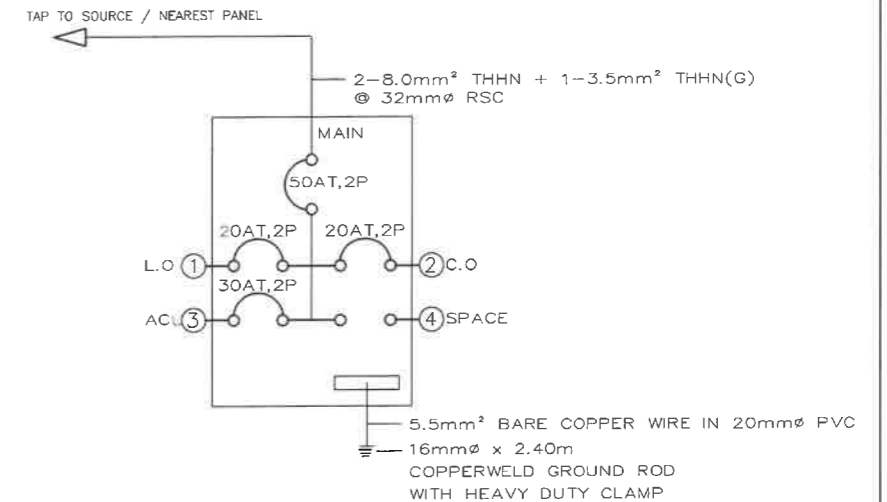 TAP TO SOURCE / NEAREST PANEL
2-8.0mm² THHN + 1-3.5mm² THHN(G)
@ 32mmø RSC
MAIN
50AT,2P
20AT,2P 20AT,2P
L.O 1 2 C.O
30AT,2P
ACU 3 4 SPACE
5.5mm² BARE COPPER WIRE IN 20mmø PVC
16mmø x 2.40m
COPPERWELD GROUND ROD
WITH HEAVY DUTY CLAMP